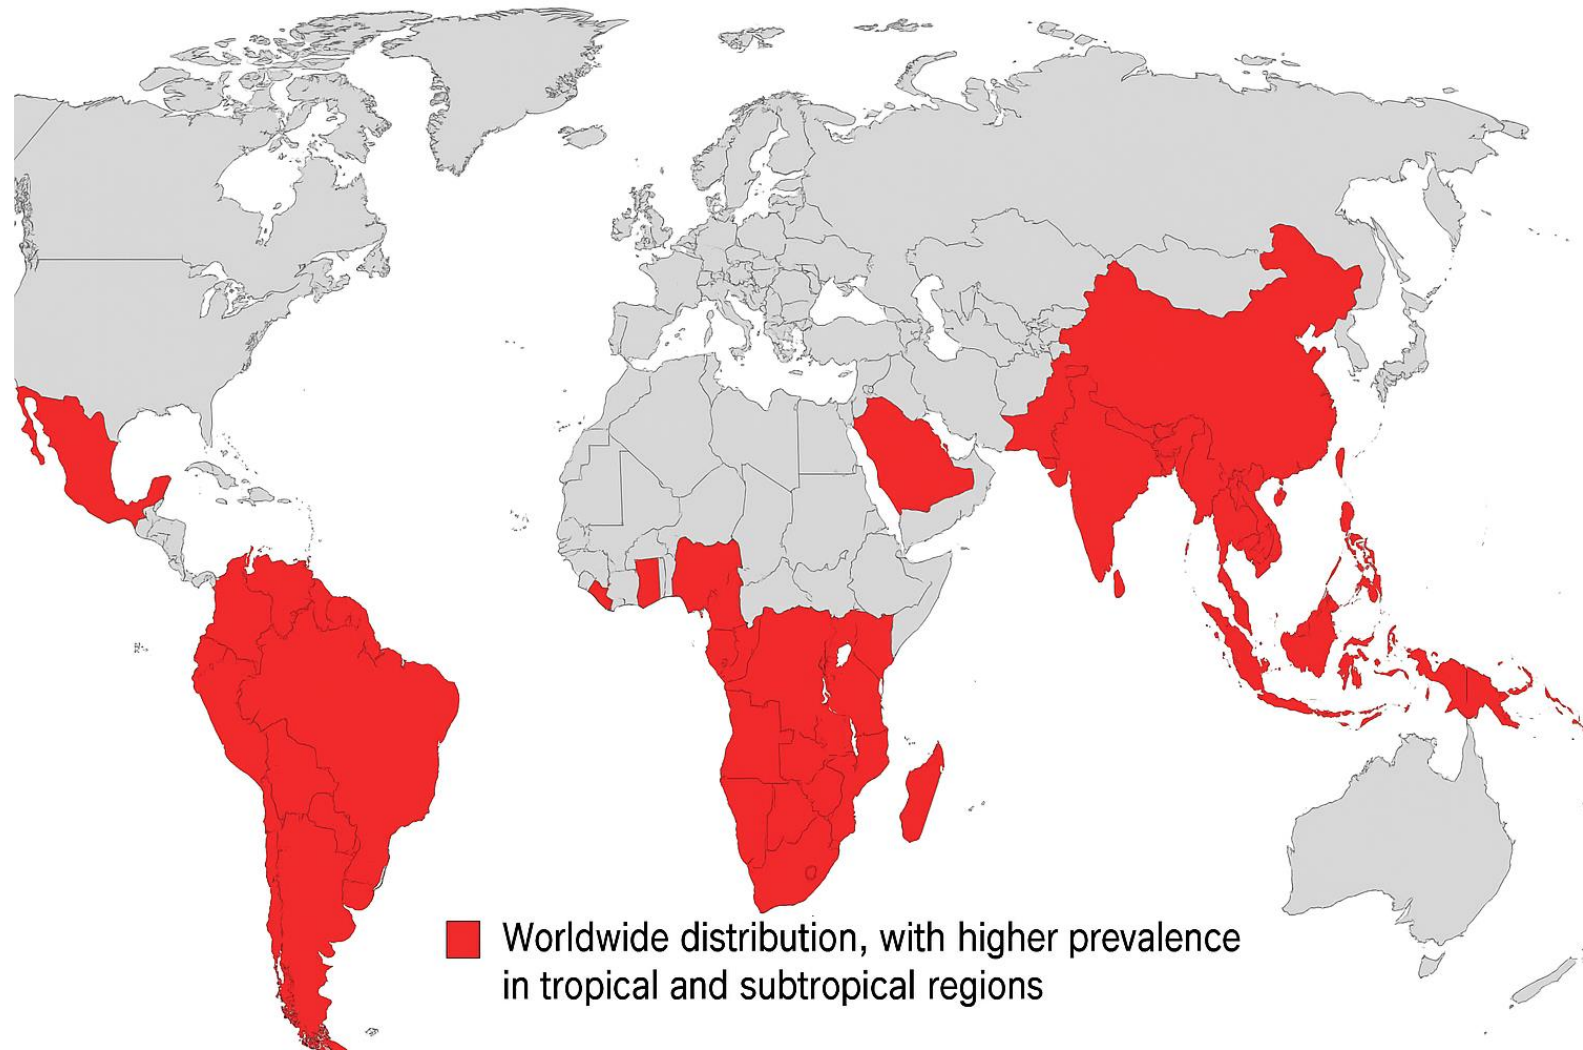 Worldwide distribution, with higher prevalence
in tropical and subtropical regions